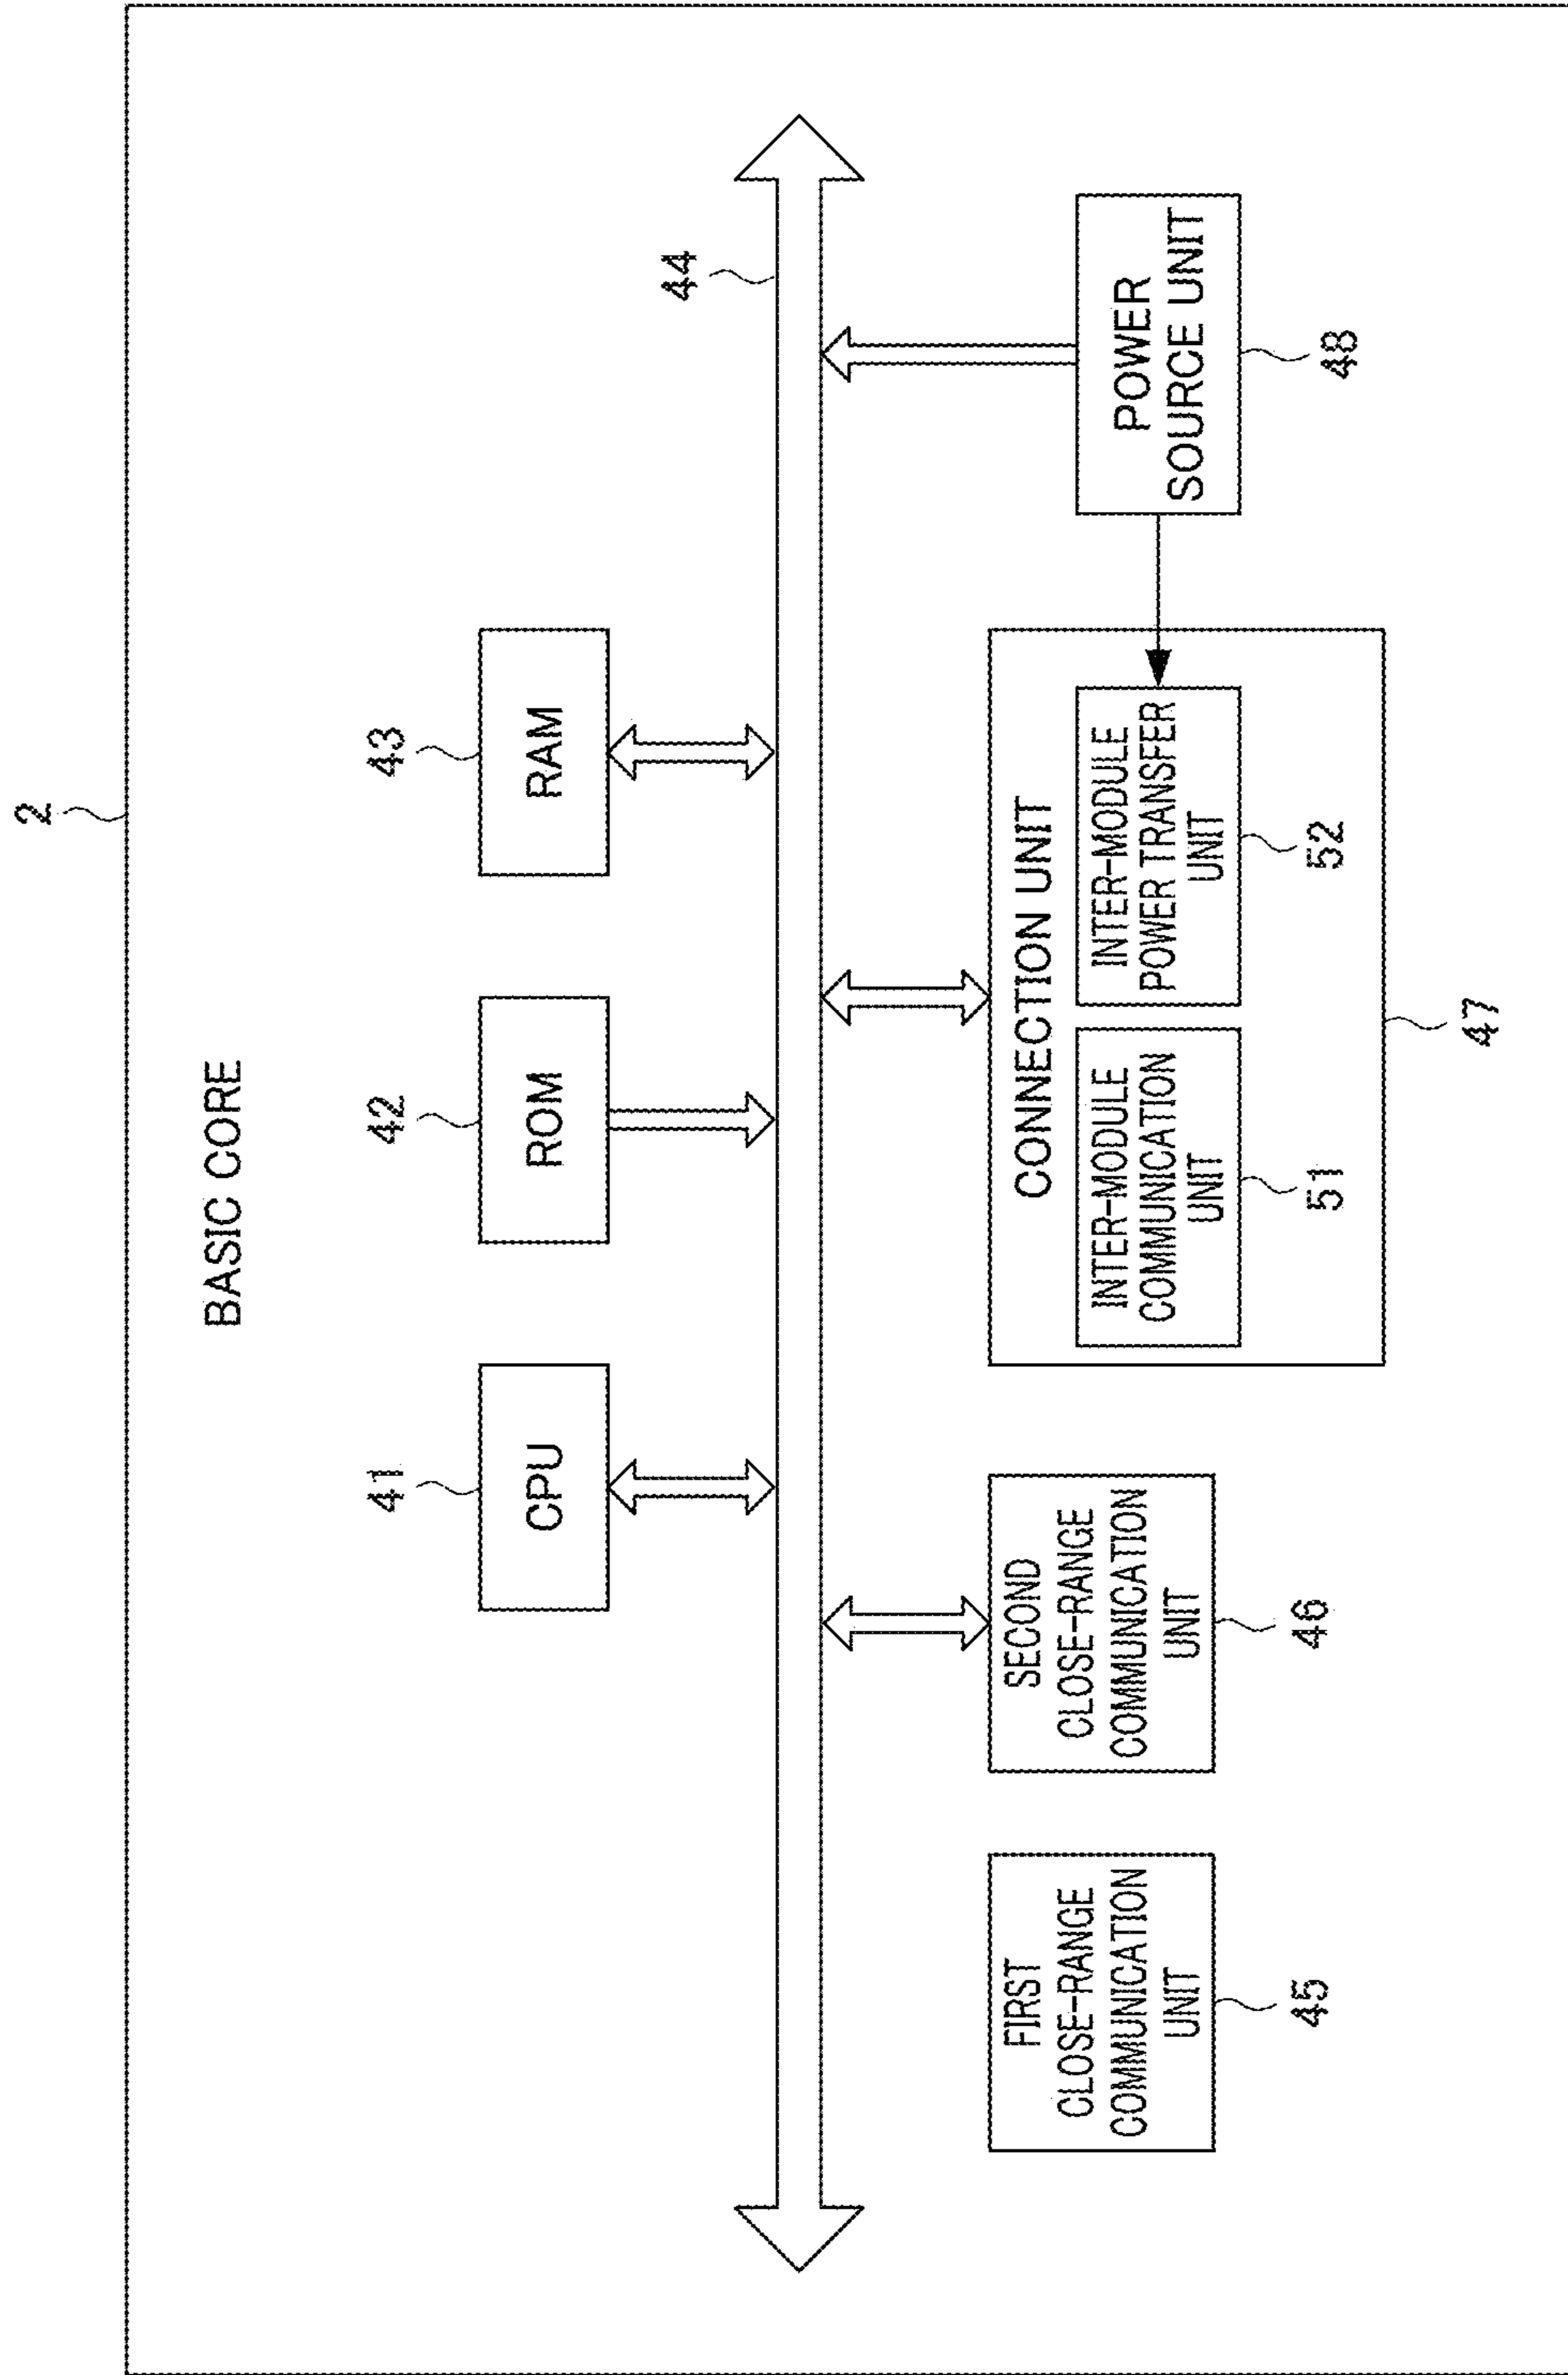 2
BASIC CORE
41
42
43
CPU
ROM
RAM
44
FIRST
CLOSE-RANGE
COMMUNICATION
UNIT
45
SECOND
CLOSE-RANGE
COMMUNICATION
UNIT
46
CONNECTION UNIT
INTER-MODULE
COMMUNICATION
UNIT
51
INTER-MODULE
POWER TRANSFER
UNIT
52
47
POWER
SOURCE UNIT
48